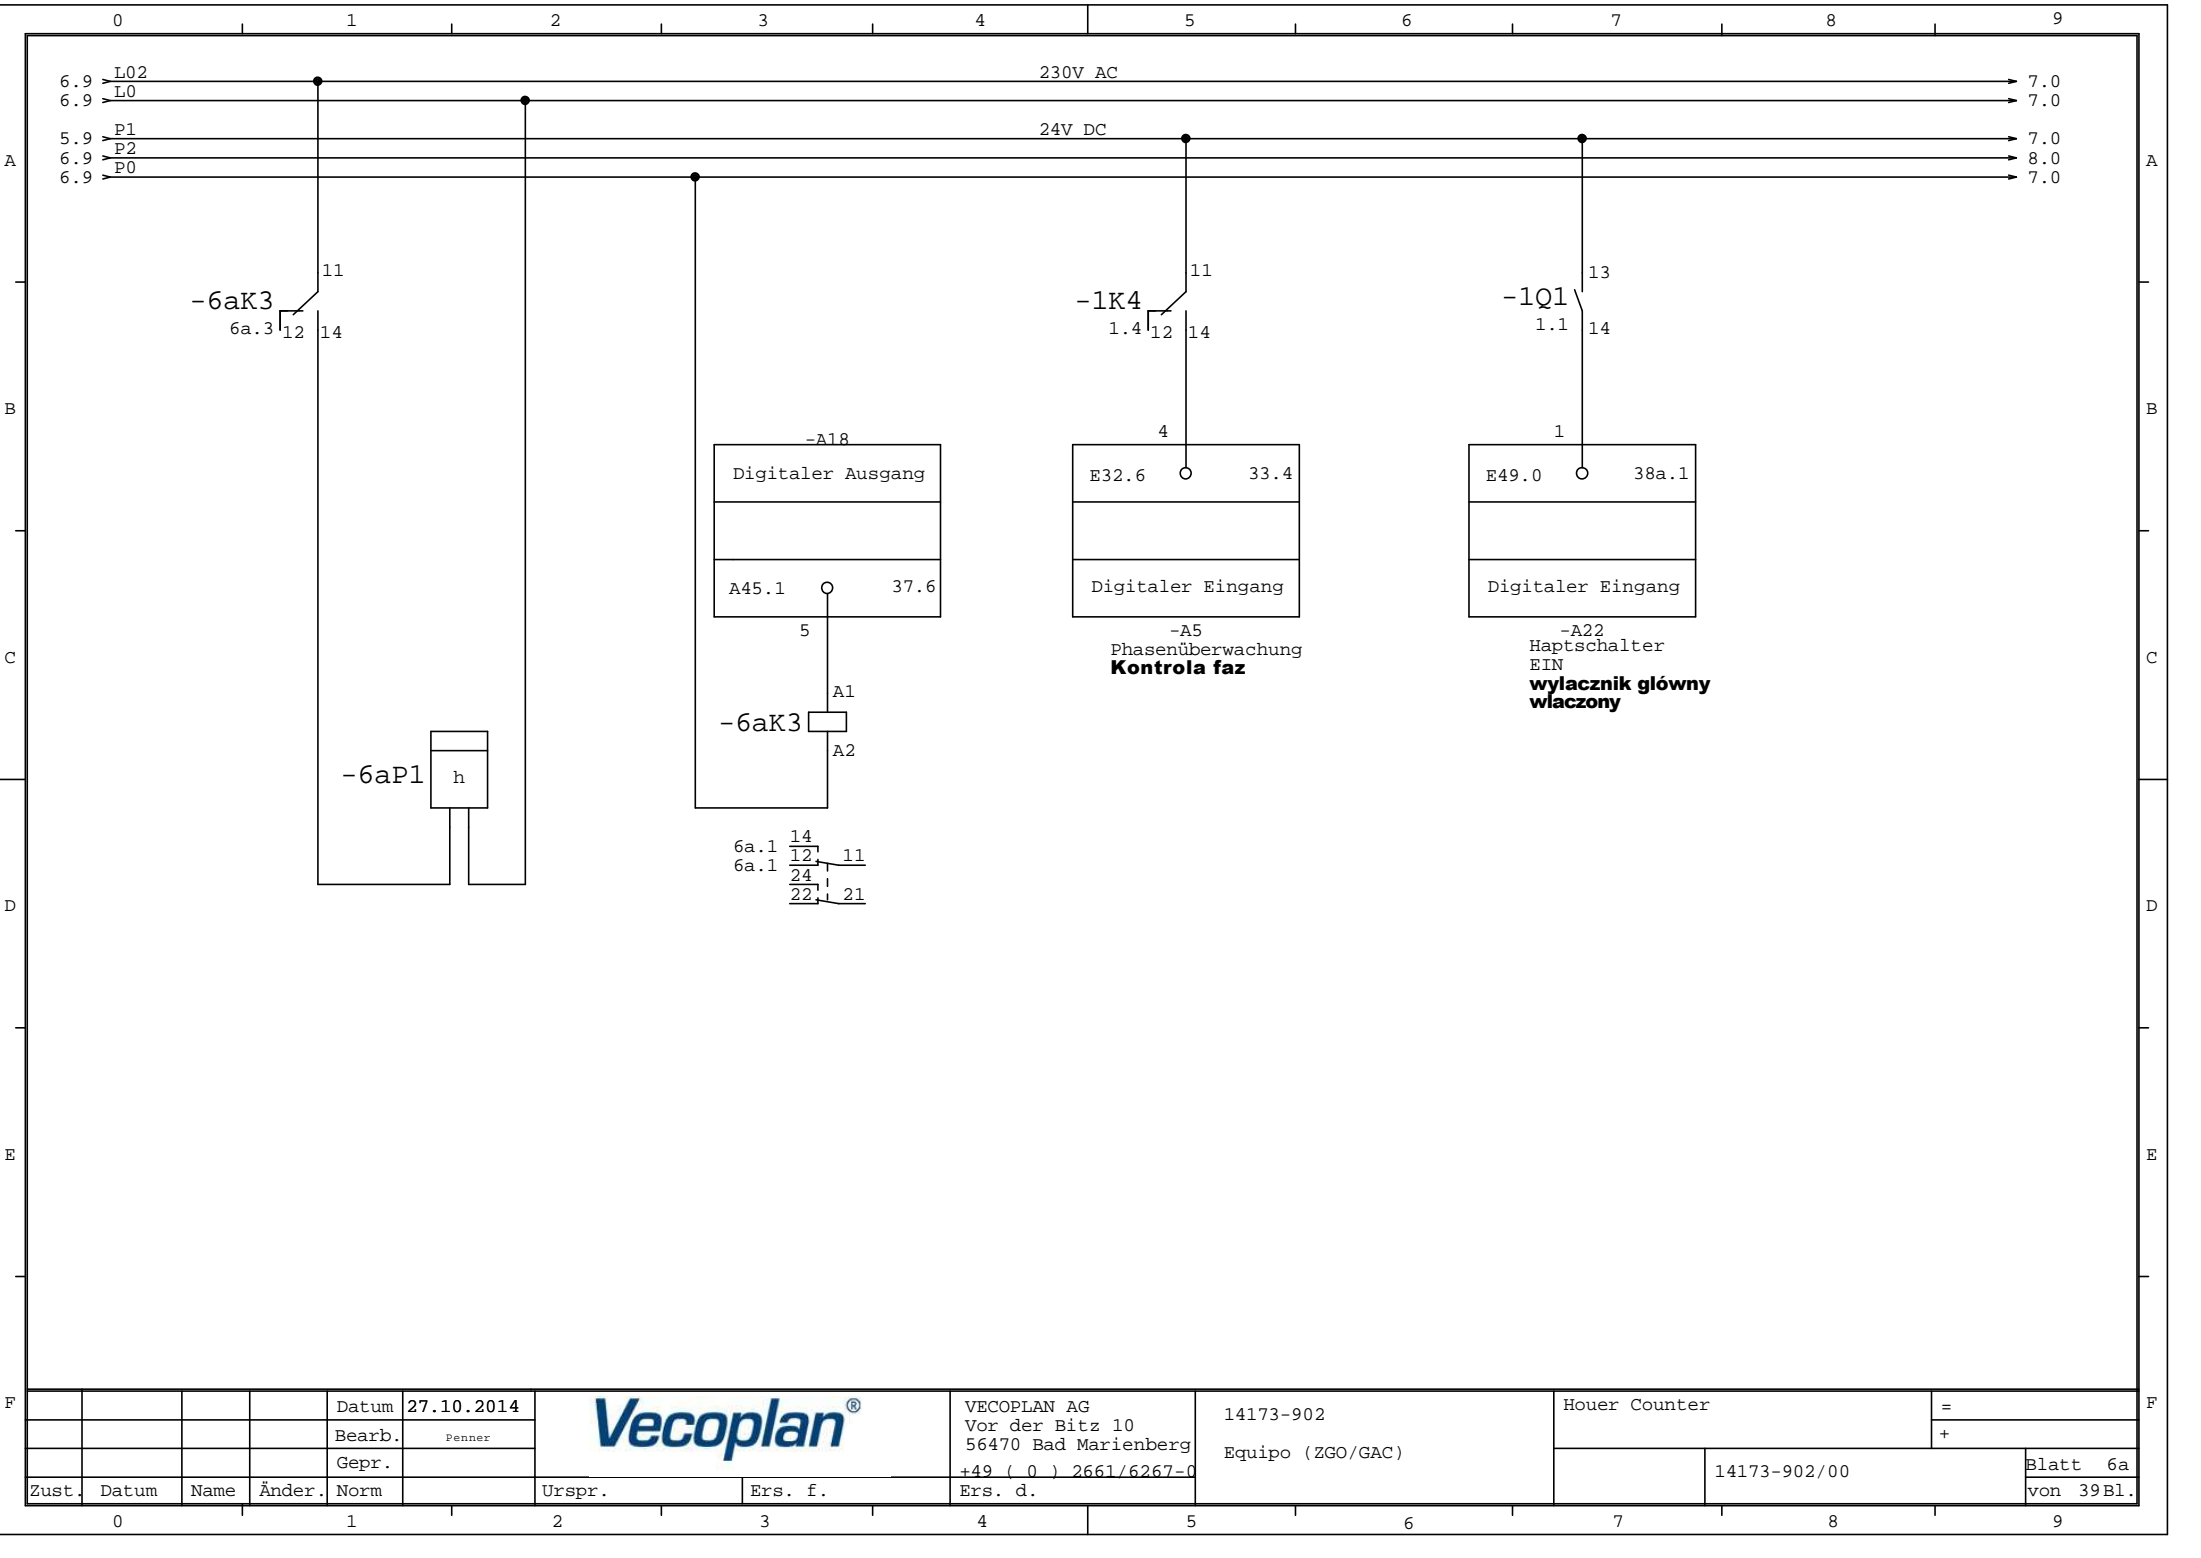 0 1 2 3 4 5 6 7 8 9
6.9 L02 230V AC 7.0
6.9 L0 7.0
5.9 P1 24V DC 7.0
6.9 P2 8.0
6.9 P0 7.0
A A
11 11 13
-6aK3 -1K4 -1Q1
6a.3 12 14 1.4 12 14 1.1 14
B B
-A18 4 1
Digitaler Ausgang E32.6 33.4 E49.0 38a.1
A45.1 37.6 Digitaler Eingang Digitaler Eingang
5 -A5 -A22
Phasenüberwachung
Kontrola faz
Haptschalter
EIN
wylacznik glówny
wlaczony
C C
A1
-6aK3
A2
-6aP1 h
6a.1 14
6a.1 12 11
24
22 21
D D
E E
F F
Datum 27.10.2014
Bearb. Penner
Gepr.
Zust. Datum Name Änder. Norm
Vecoplan®
Urspr. Ers. f. Ers. d.
VECOPLAN AG
Vor der Bitz 10
56470 Bad Marienberg
+49 ( 0 ) 2661/6267-0
14173-902
Equipo (ZGO/GAC)
Houer Counter
=
+
14173-902/00
Blatt 6a
von 39Bl.
0 1 2 3 4 5 6 7 8 9